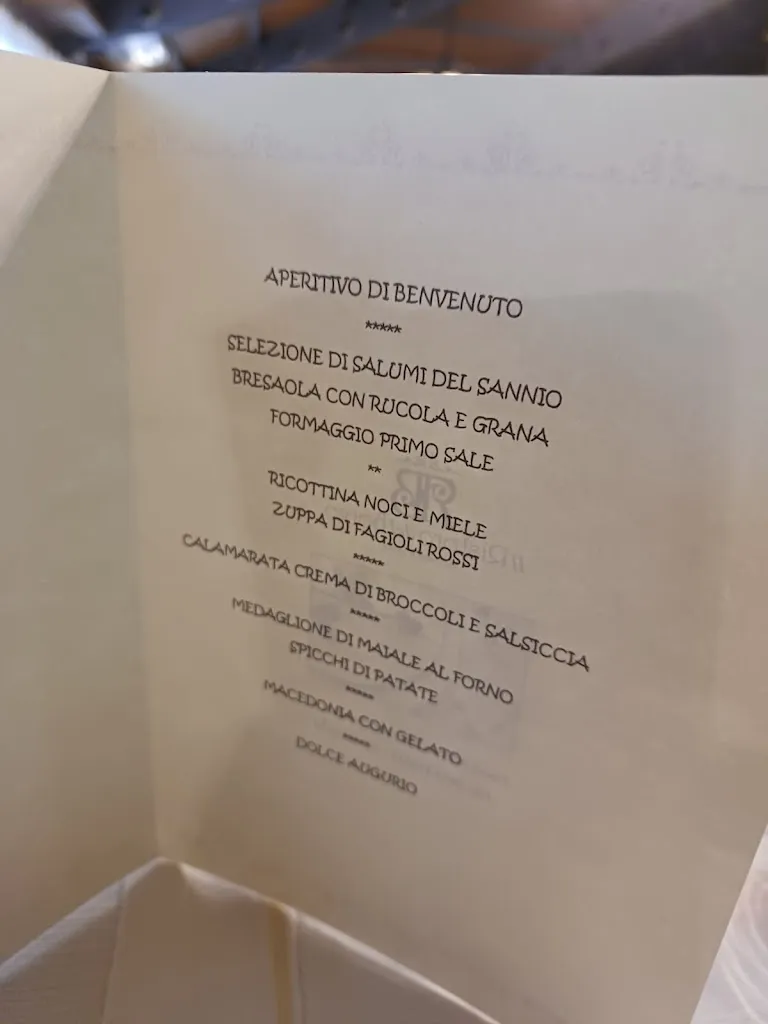 APERITIVO DI BENVENUTO
*****
SELEZIONE DI SALUMI DEL SANNIO
BRESAOLA CON RUCOLA E GRANA
FORMAGGIO PRIMO SALE
**
RICOTTINA NOCI E MIELE
ZUPPA DI FAGIOLI ROSSI
*****
CALAMARATA CREMA DI BROCCOLI E SALSICCIA
*****
MEDAGLIONE DI MAIALE AL FORNO
SPICCHI DI PATATE
*****
MACEDONIA CON GELATO
*****
DOLCE AUGURIO